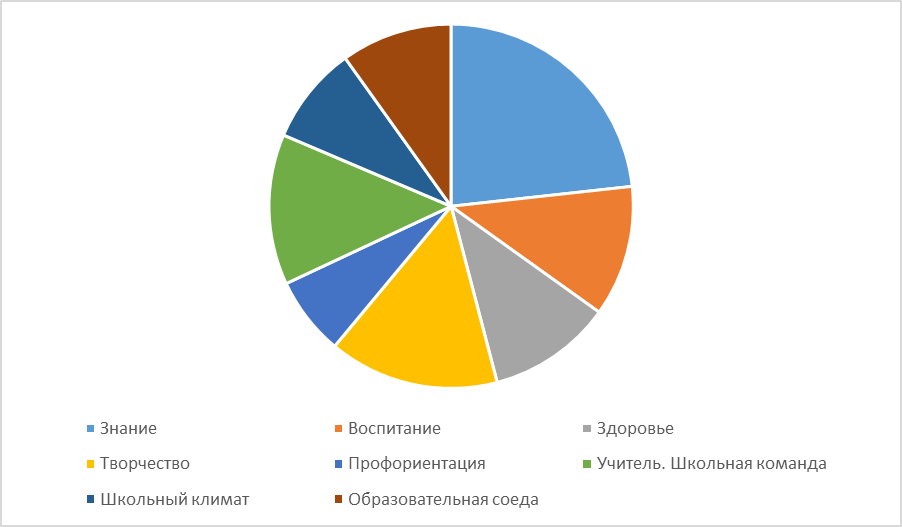 Знание Воспитание Здоровье
Творчество Профориентация Учитель. Школьная команда
Школьный климат Образовательная соеда